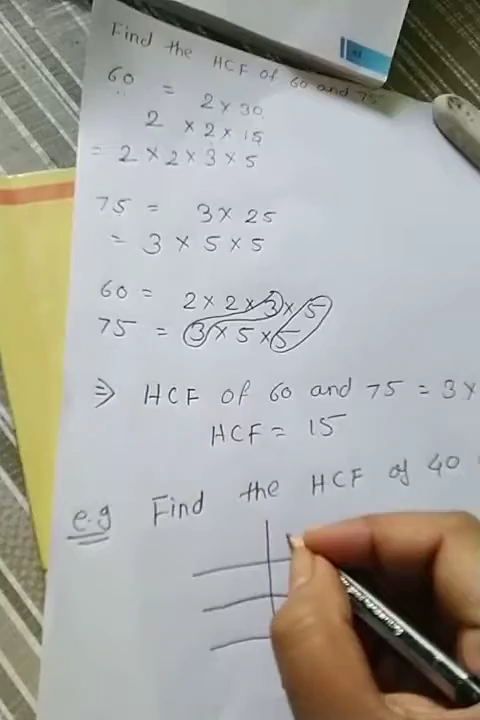 Find the HCF of 60 and 75
60 = 2 × 30
2 × 2 × 15
= 2 × 2 × 3 × 5
75 = 3 × 25
= 3 × 5 × 5
60 = 2 × 2 × 3 × 5
75 = 3 × 5 × 5
⇒ HCF of 60 and 75 = 3 ×
HCF = 15
e.g Find the HCF of 40